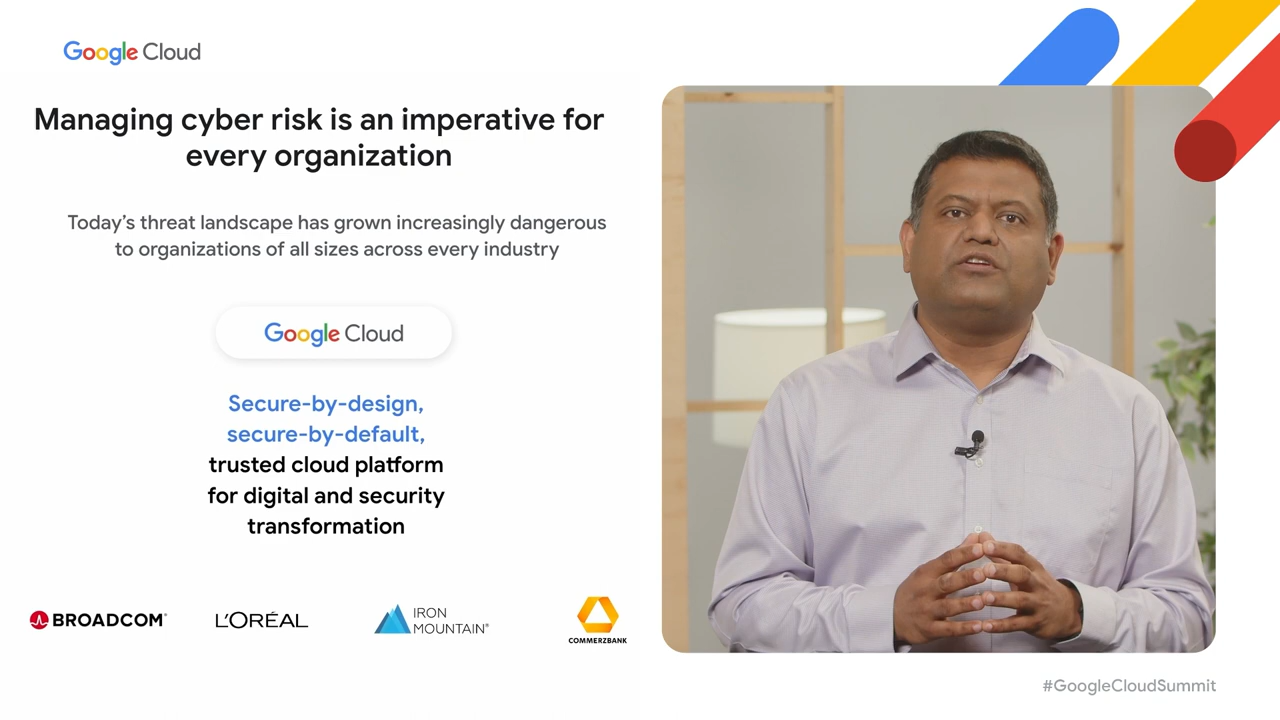 Google Cloud
Managing cyber risk is an imperative for
every organization
Today's threat landscape has grown increasingly dangerous
to organizations of all sizes across every industry
Google Cloud
Secure-by-design,
secure-by-default,
trusted cloud platform
for digital and security
transformation
BROADCOM®
L'ORÉAL
IRON
MOUNTAIN®
COMMERZBANK
#GoogleCloudSummit